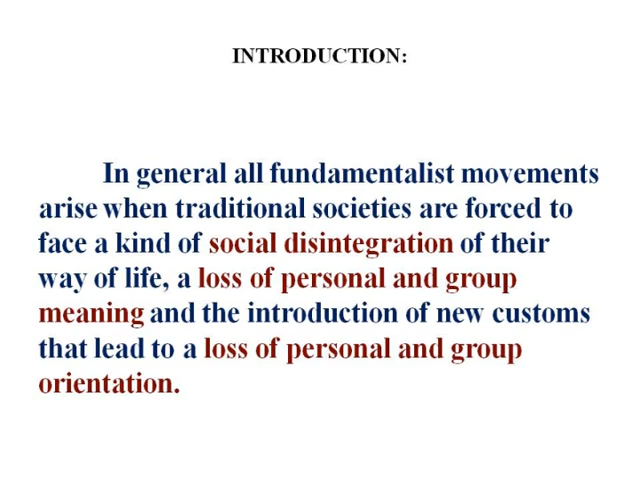 INTRODUCTION:
In general all fundamentalist movements
arise when traditional societies are forced to
face a kind of social disintegration of their
way of life, a loss of personal and group
meaning and the introduction of new customs
that lead to a loss of personal and group
orientation.